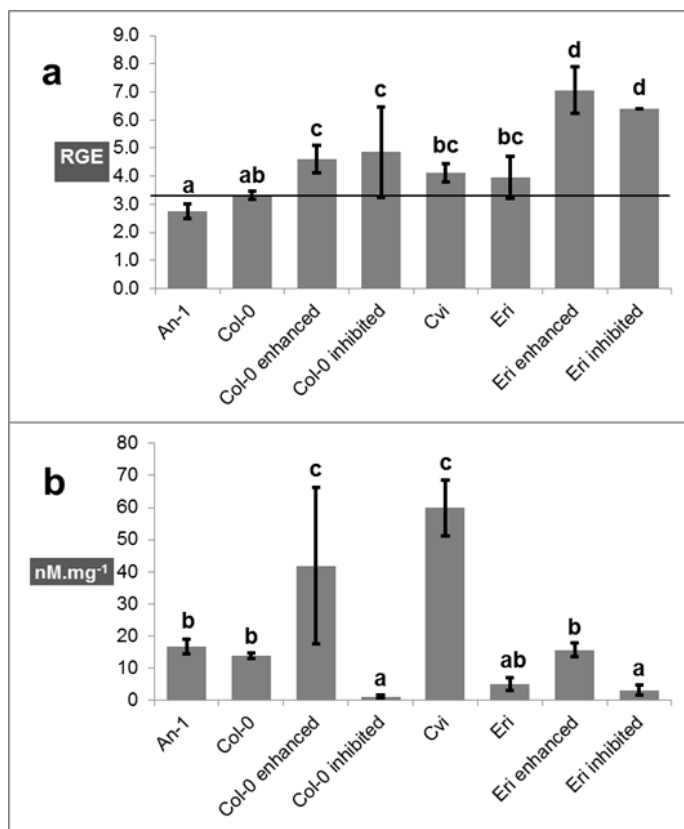 a
RGE
9.0
8.0
7.0
6.0
5.0
4.0
3.0
2.0
1.0
0.0
a
ab
c
c
bc
bc
d
d
An-1
Col-0
Col-0 enhanced
Col-0 inhibited
Cvi
Eri
Eri enhanced
Eri inhibited
b
nM.mg⁻¹
80
70
60
50
40
30
20
10
0
b
b
c
a
c
ab
b
a
An-1
Col-0
Col-0 enhanced
Col-0 inhibited
Cvi
Eri
Eri enhanced
Eri inhibited